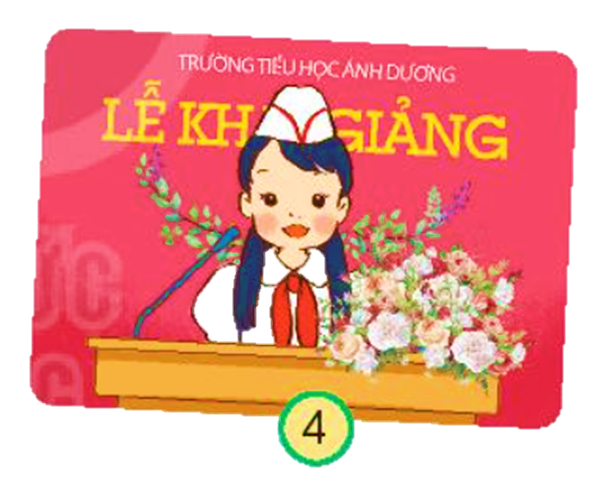 TRƯỜNG TIỂU HỌC ÁNH DƯƠNG
LỄ KH GIẢNG
4